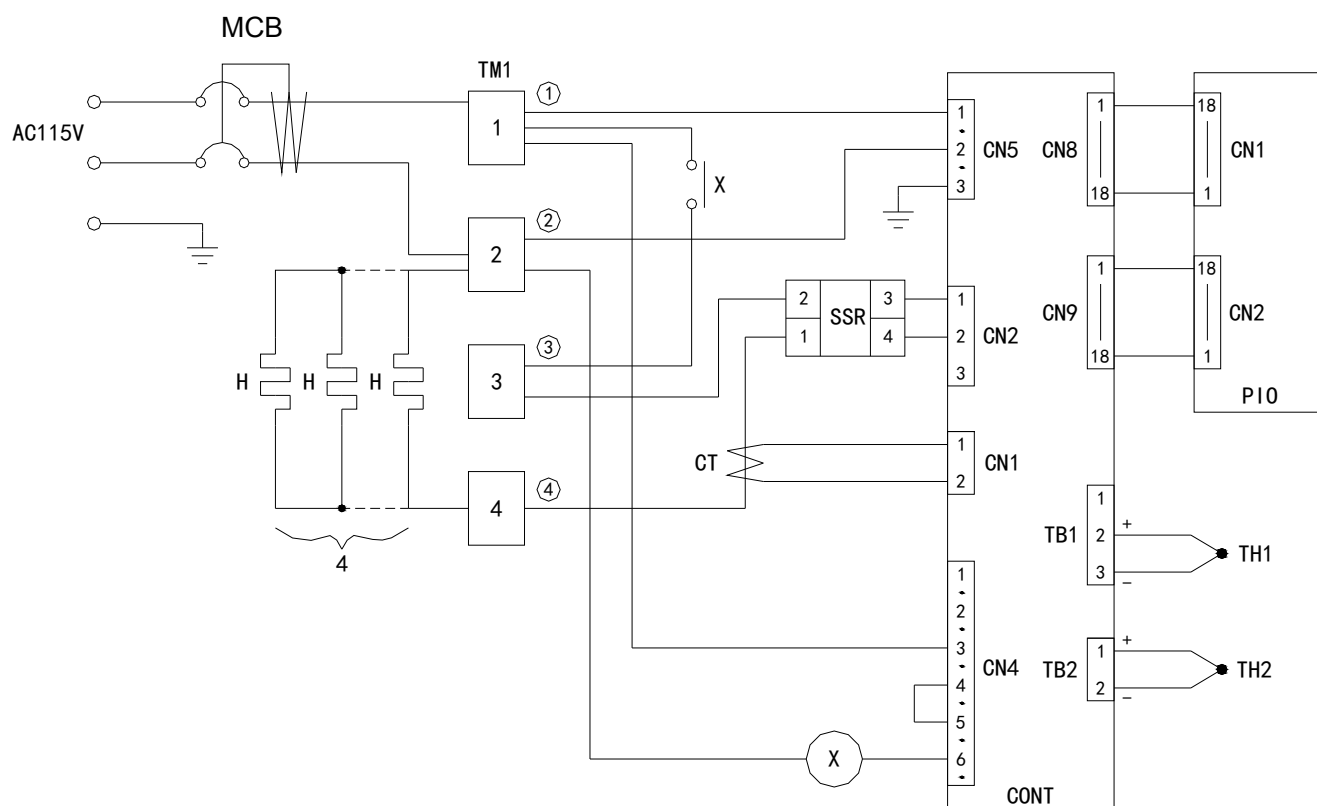 MCB
TM1
AC115V
1
①
2
②
3
③
4
④
X
H H H
4
CT
2 SSR 3
1 4
1
2
3
CN5
1
2
3
CN2
1
2
CN1
1
2
3
4
5
6
CN4
X
CN8
1
18
18
1
CN1
CN9
1
18
18
1
CN2
PIO
TB1
1
2
3
+
−
TH1
TB2
1
2
+
−
TH2
CONT